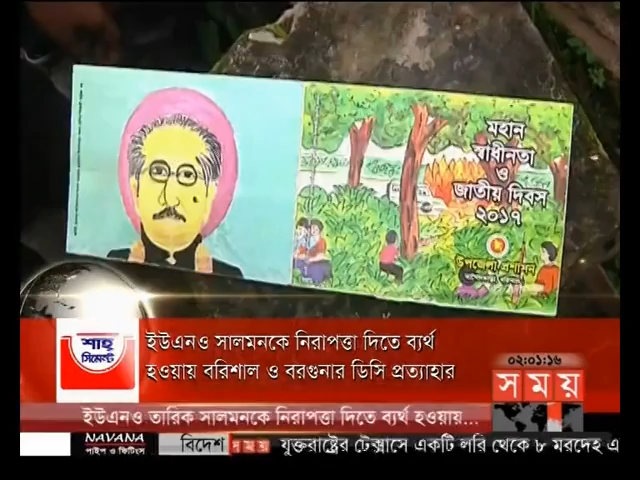 মহান
স্বাধীনতা
ও
জাতীয় দিবস
২০১৭
উপজেলা প্রশাসন
শাহ্
সিমেন্ট
ইউএনও সালমনকে নিরাপত্তা দিতে ব্যর্থ
হওয়ায় বরিশাল ও বরগুনার ডিসি প্রত্যাহার
০২:০১:১৬
সময়
ইউএনও তারিক সালমনকে নিরাপত্তা দিতে ব্যর্থ হওয়ায়...
NAVANA
পাইপ ও ফিটিংস
বিদেশ
সময়
যুক্তরাষ্ট্রের টেক্সাসে একটি লরি থেকে ৮ মরদেহ এ